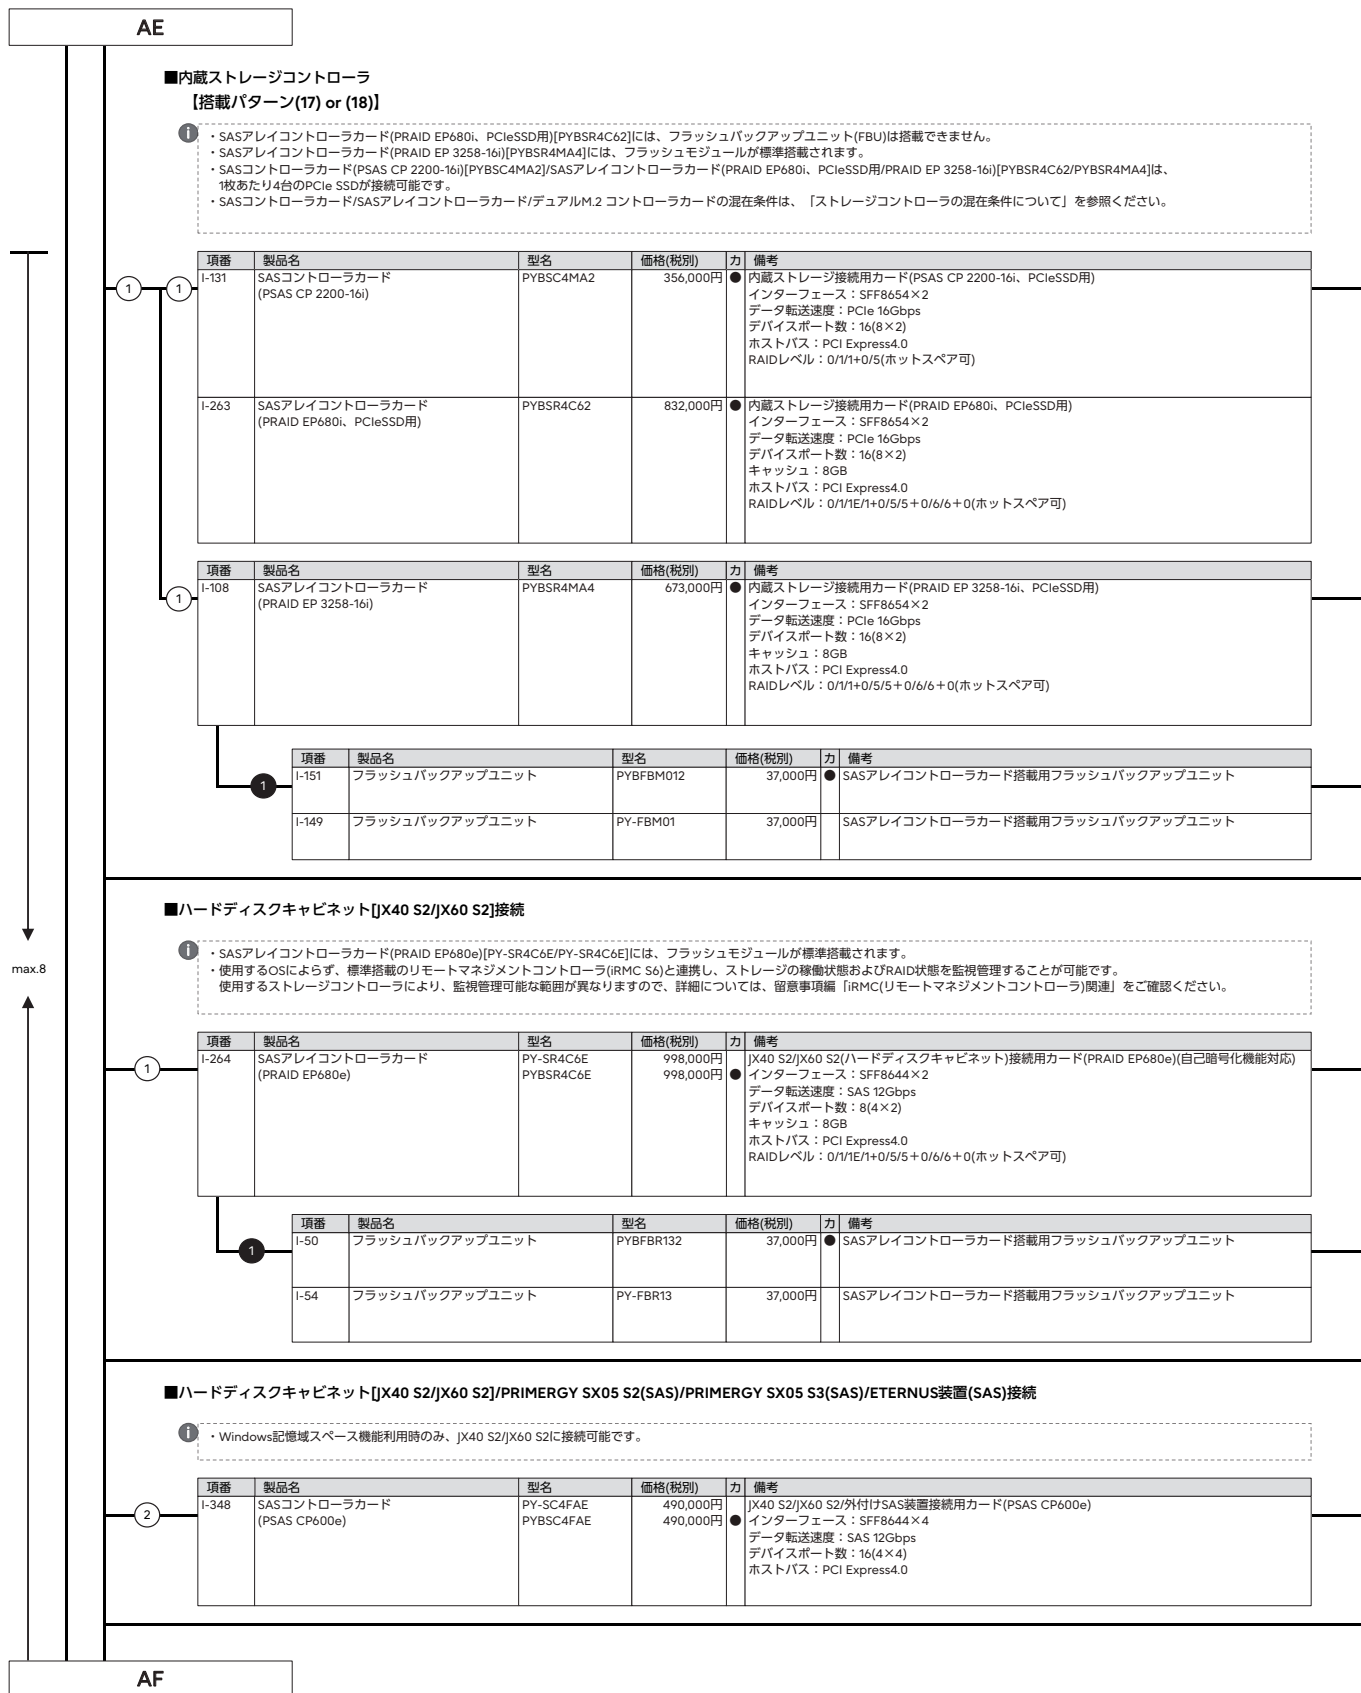 AE
■内蔵ストレージコントローラ
【搭載パターン(17) or (18)】
・SASアレイコントローラカード(PRAID EP680i、PCIeSSD用)[PYBSR4C62]には、フラッシュバックアップユニット(FBU)は搭載できません。
・SASアレイコントローラカード(PRAID EP 3258-16i)[PYBSR4MA4]には、フラッシュモジュールが標準搭載されます。
・SASコントローラカード(PSAS CP 2200-16i)[PYBSC4MA2]/SASアレイコントローラカード(PRAID EP680i、PCIeSSD用/PRAID EP 3258-16i)[PYBSR4C62/PYBSR4MA4]は、
1枚あたり4台のPCIe SSDが接続可能です。
・SASコントローラカード/SASアレイコントローラカード/デュアルM.2 コントローラカードの混在条件は、「ストレージコントローラの混在条件について」を参照ください。
項番 製品名 型名 価格(税別) カ 備考
1 1 I-131 SASコントローラカード PYBSC4MA2 356,000円 ● 内蔵ストレージ接続用カード(PSAS CP 2200-16i、PCIeSSD用)
(PSAS CP 2200-16i) インターフェース：SFF8654×2
データ転送速度：PCIe 16Gbps
デバイスポート数：16(8×2)
ホストバス：PCI Express4.0
RAIDレベル：0/1/1+0/5(ホットスペア可)
I-263 SASアレイコントローラカード PYBSR4C62 832,000円 ● 内蔵ストレージ接続用カード(PRAID EP680i、PCIeSSD用)
(PRAID EP680i、PCIeSSD用) インターフェース：SFF8654×2
データ転送速度：PCIe 16Gbps
デバイスポート数：16(8×2)
キャッシュ：8GB
ホストバス：PCI Express4.0
RAIDレベル：0/1/1E/1+0/5/5＋0/6/6＋0(ホットスペア可)
項番 製品名 型名 価格(税別) カ 備考
1 I-108 SASアレイコントローラカード PYBSR4MA4 673,000円 ● 内蔵ストレージ接続用カード(PRAID EP 3258-16i、PCIeSSD用)
(PRAID EP 3258-16i) インターフェース：SFF8654×2
データ転送速度：PCIe 16Gbps
デバイスポート数：16(8×2)
キャッシュ：8GB
ホストバス：PCI Express4.0
RAIDレベル：0/1/1+0/5/5＋0/6/6＋0(ホットスペア可)
項番 製品名 型名 価格(税別) カ 備考
1 I-151 フラッシュバックアップユニット PYBFBM012 37,000円 ● SASアレイコントローラカード搭載用フラッシュバックアップユニット
I-149 フラッシュバックアップユニット PY-FBM01 37,000円 SASアレイコントローラカード搭載用フラッシュバックアップユニット
■ハードディスクキャビネット[JX40 S2/JX60 S2]接続
・SASアレイコントローラカード(PRAID EP680e)[PY-SR4C6E/PY-SR4C6E]には、フラッシュモジュールが標準搭載されます。
・使用するOSによらず、標準搭載のリモートマネジメントコントローラ(iRMC S6)と連携し、ストレージの稼働状態およびRAID状態を監視管理することが可能です。
使用するストレージコントローラにより、監視管理可能な範囲が異なりますので、詳細については、留意事項編「iRMC(リモートマネジメントコントローラ)関連」をご確認ください。
max.8
項番 製品名 型名 価格(税別) カ 備考
1 I-264 SASアレイコントローラカード PY-SR4C6E 998,000円 JX40 S2/JX60 S2(ハードディスクキャビネット)接続用カード(PRAID EP680e)(自己暗号化機能対応)
(PRAID EP680e) PYBSR4C6E 998,000円 ● インターフェース：SFF8644×2
データ転送速度：SAS 12Gbps
デバイスポート数：8(4×2)
キャッシュ：8GB
ホストバス：PCI Express4.0
RAIDレベル：0/1/1E/1+0/5/5＋0/6/6＋0(ホットスペア可)
項番 製品名 型名 価格(税別) カ 備考
1 I-50 フラッシュバックアップユニット PYBFBR132 37,000円 ● SASアレイコントローラカード搭載用フラッシュバックアップユニット
I-54 フラッシュバックアップユニット PY-FBR13 37,000円 SASアレイコントローラカード搭載用フラッシュバックアップユニット
■ハードディスクキャビネット[JX40 S2/JX60 S2]/PRIMERGY SX05 S2(SAS)/PRIMERGY SX05 S3(SAS)/ETERNUS装置(SAS)接続
・Windows記憶域スペース機能利用時のみ、JX40 S2/JX60 S2に接続可能です。
項番 製品名 型名 価格(税別) カ 備考
2 I-348 SASコントローラカード PY-SC4FAE 490,000円 JX40 S2/JX60 S2/外付けSAS装置接続用カード(PSAS CP600e)
(PSAS CP600e) PYBSC4FAE 490,000円 ● インターフェース：SFF8644×4
データ転送速度：SAS 12Gbps
デバイスポート数：16(4×4)
ホストバス：PCI Express4.0
AF